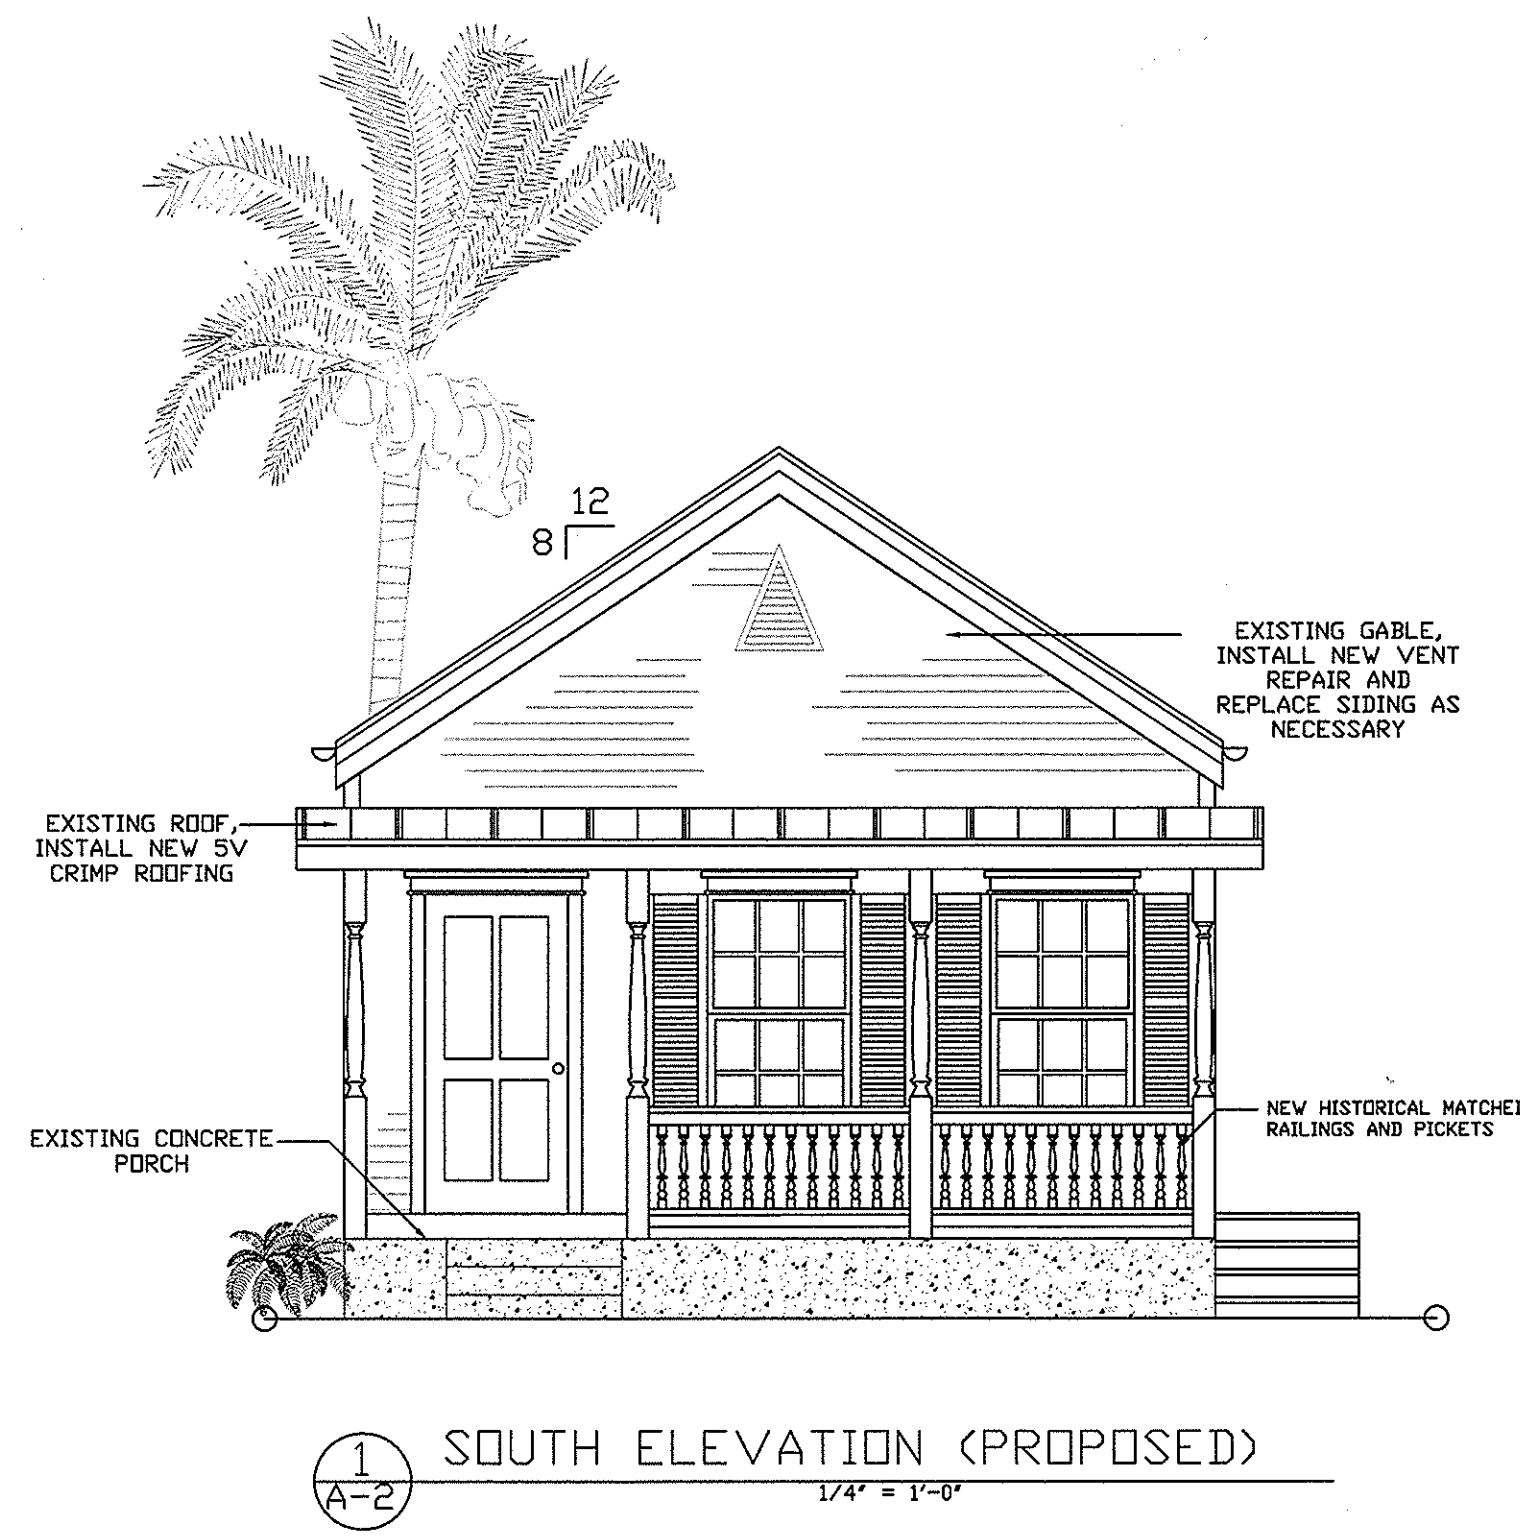 12
8
EXISTING GABLE,
INSTALL NEW VENT
REPAIR AND
REPLACE SIDING AS
NECESSARY
EXISTING ROOF,
INSTALL NEW 5V
CRIMP ROOFING
NEW HISTORICAL MATCHE
RAILINGS AND PICKETS
EXISTING CONCRETE
PORCH
1
A-2
SOUTH ELEVATION (PROPOSED)
1/4" = 1'-0"